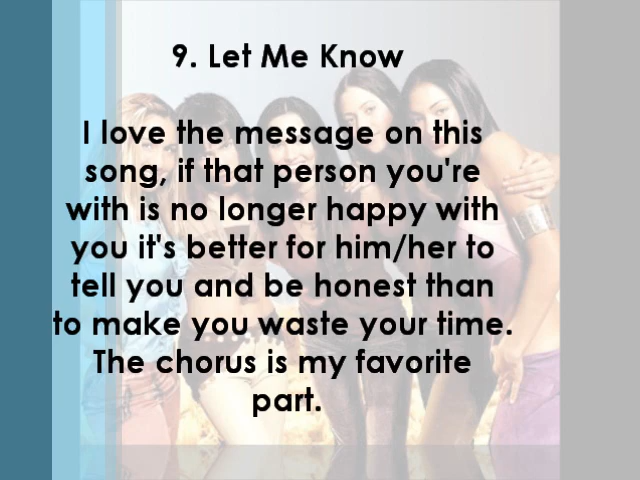 9. Let Me Know
I love the message on this
song, if that person you're
with is no longer happy with
you it's better for him/her to
tell you and be honest than
to make you waste your time.
The chorus is my favorite
part.